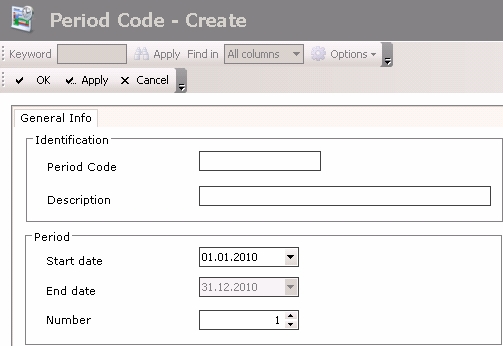 Period Code - Create
Keyword Apply Find in All columns Options
OK Apply Cancel
General Info
Identification
Period Code
Description
Period
Start date 01.01.2010
End date 31.12.2010
Number 1